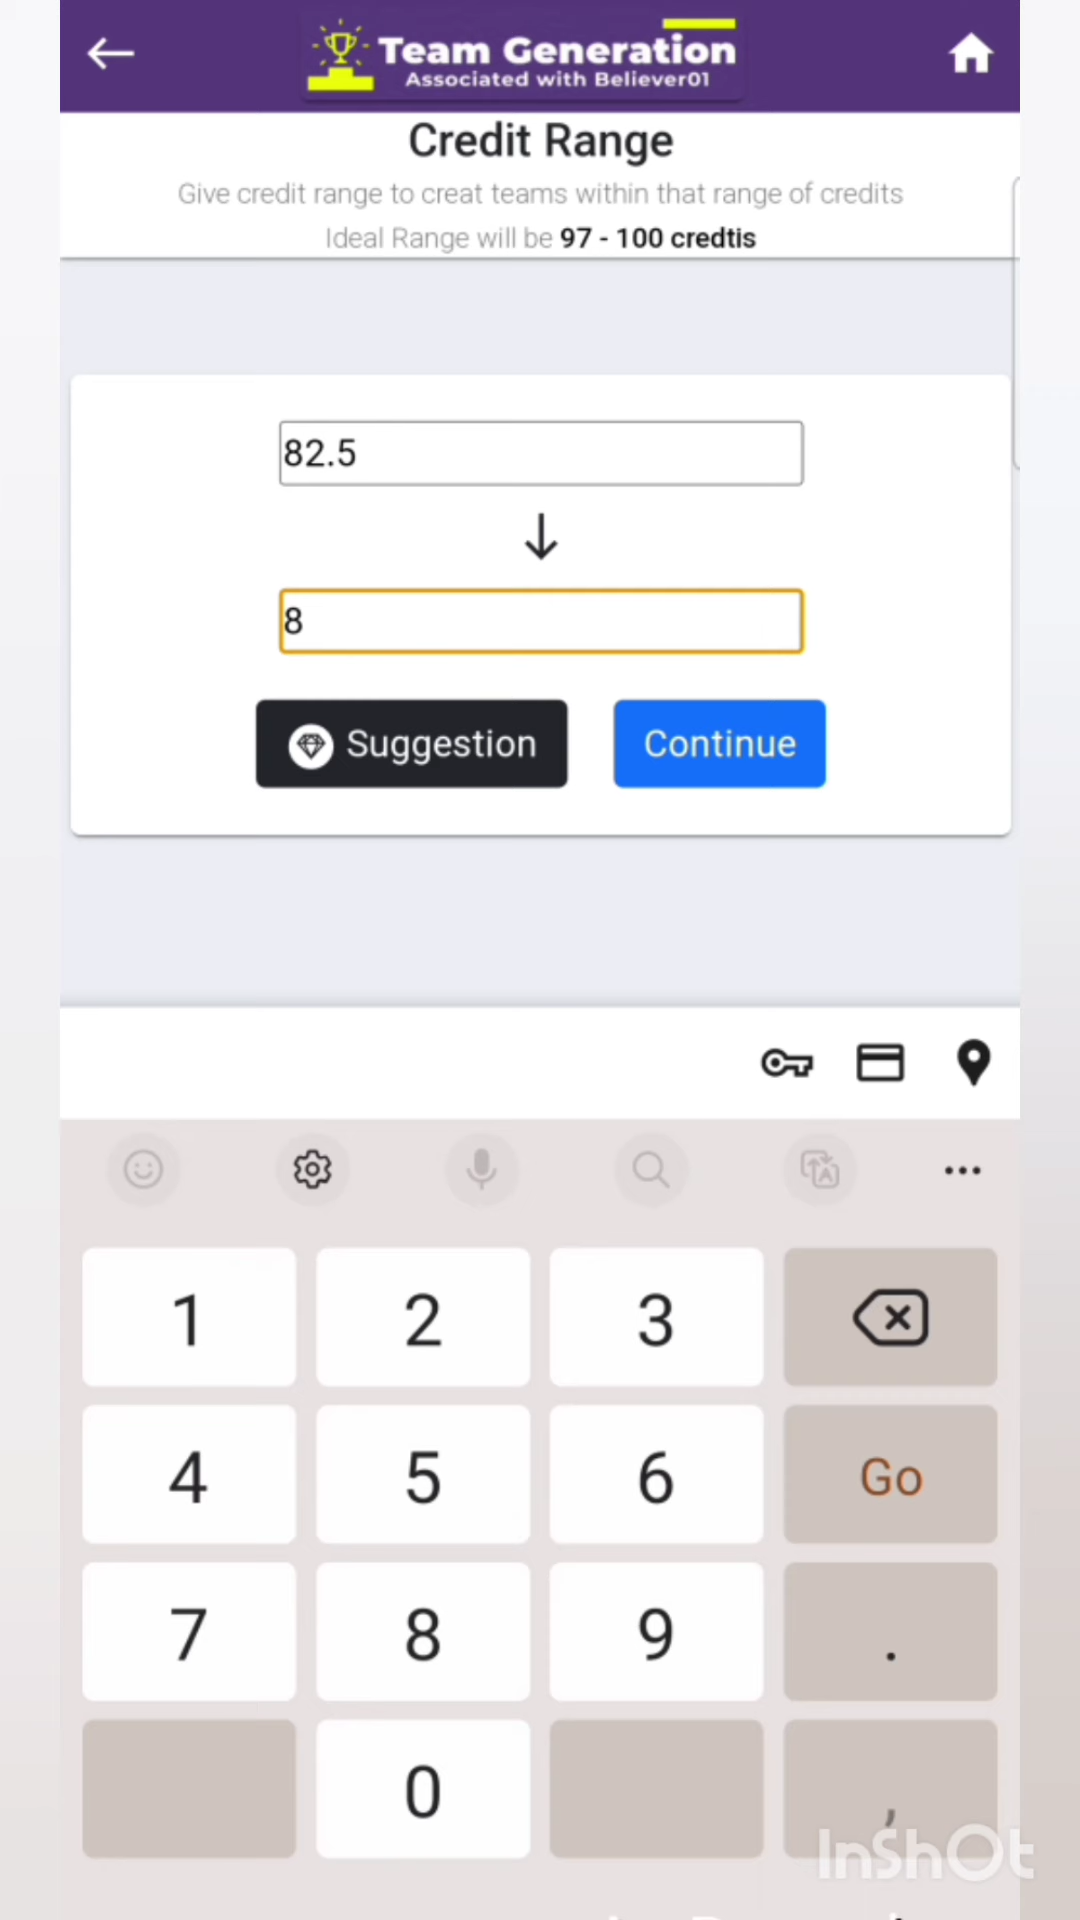 Team Generation
Associated with Believer01
Credit Range
Give credit range to creat teams within that range of credits
Ideal Range will be 97 - 100 credtis
82.5
8
Suggestion
Continue
1 2 3
4 5 6 Go
7 8 9 .
0 ,
InShOt